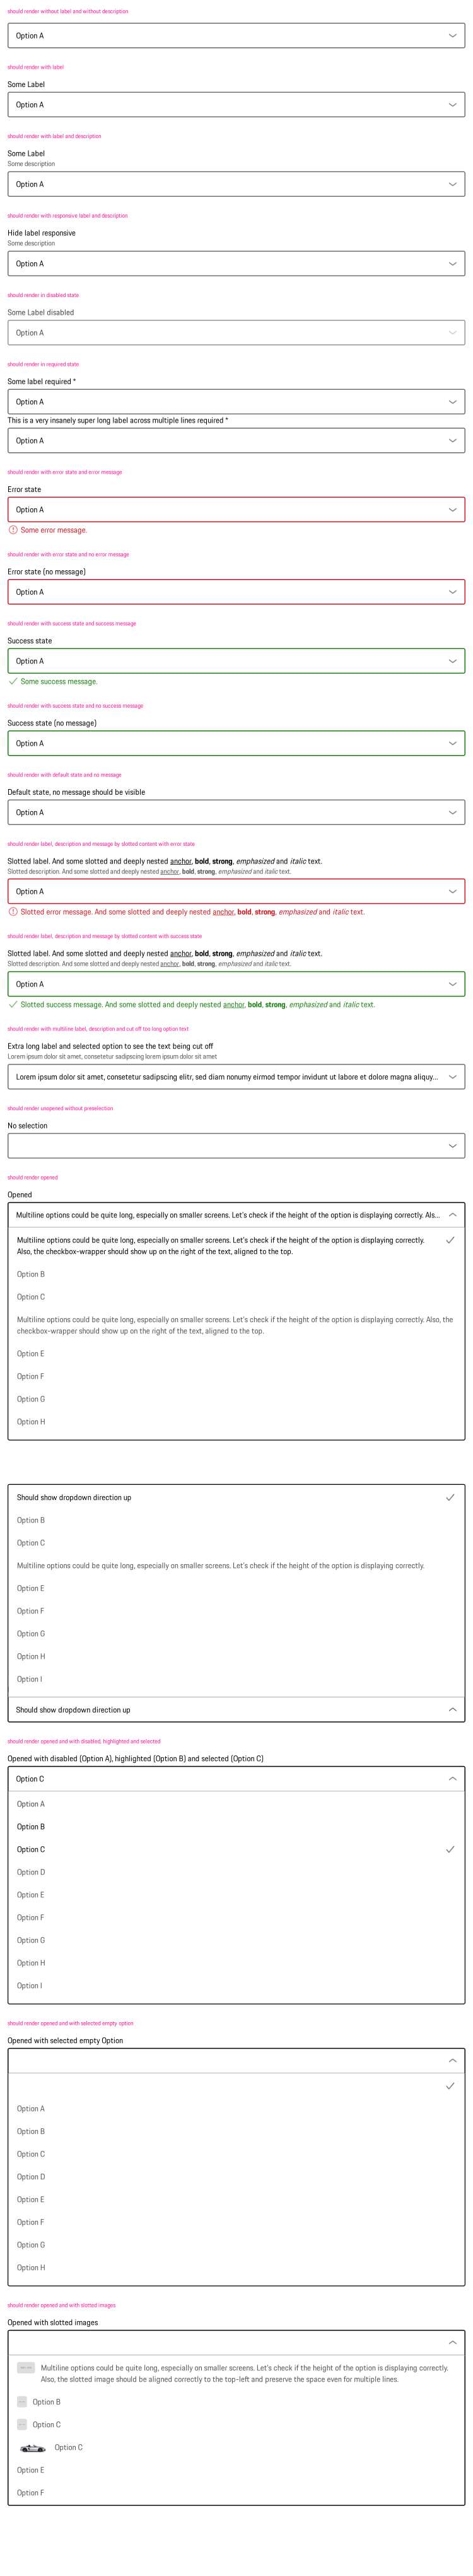 should render without label and without description
Option A
should render with label
Some Label
Option A
should render with label and description
Some Label
Some description
Option A
should render with responsive label and description
Hide label responsive
Some description
Option A
should render in disabled state
Some Label disabled
Option A
should render in required state
Some label required *
Option A
This is a very insanely super long label across multiple lines required *
Option A
should render with error state and error message
Error state
Option A
Some error message.
should render with error state and no error message
Error state (no message)
Option A
should render with success state and success message
Success state
Option A
Some success message.
should render with success state and no success message
Success state (no message)
Option A
should render with default state and no message
Default state, no message should be visible
Option A
should render label, description and message by slotted content with error state
Slotted label. And some slotted and deeply nested anchor, bold, strong, emphasized and italic text.
Slotted description. And some slotted and deeply nested anchor, bold, strong, emphasized and italic text.
Option A
Slotted error message. And some slotted and deeply nested anchor, bold, strong, emphasized and italic text.
should render label, description and message by slotted content with success state
Slotted label. And some slotted and deeply nested anchor, bold, strong, emphasized and italic text.
Slotted description. And some slotted and deeply nested anchor, bold, strong, emphasized and italic text.
Option A
Slotted success message. And some slotted and deeply nested anchor, bold, strong, emphasized and italic text.
should render with multiline label, description and cut off too long option text
Extra long label and selected option to see the text being cut off
Lorem ipsum dolor sit amet, consetetur sadipscing lorem ipsum dolor sit amet
Lorem ipsum dolor sit amet, consetetur sadipscing elitr, sed diam nonumy eirmod tempor invidunt ut labore et dolore magna aliquy...
should render unopened without preselection
No selection
should render opened
Opened
Multiline options could be quite long, especially on smaller screens. Let's check if the height of the option is displaying correctly. Als...
Multiline options could be quite long, especially on smaller screens. Let's check if the height of the option is displaying correctly.
Also, the checkbox-wrapper should show up on the right of the text, aligned to the top.
Option B
Option C
Multiline options could be quite long, especially on smaller screens. Let's check if the height of the option is displaying correctly. Also, the
checkbox-wrapper should show up on the right of the text, aligned to the top.
Option E
Option F
Option G
Option H
Should show dropdown direction up
Option B
Option C
Multiline options could be quite long, especially on smaller screens. Let's check if the height of the option is displaying correctly.
Option E
Option F
Option G
Option H
Option I
Should show dropdown direction up
should render opened and with disabled, highlighted and selected
Opened with disabled (Option A), highlighted (Option B) and selected (Option C)
Option C
Option A
Option B
Option C
Option D
Option E
Option F
Option G
Option H
Option I
should render opened and with selected empty option
Opened with selected empty Option
Option A
Option B
Option C
Option D
Option E
Option F
Option G
Option H
should render opened and with slotted images
Opened with slotted images
Multiline options could be quite long, especially on smaller screens. Let's check if the height of the option is displaying correctly.
Also, the slotted image should be aligned correctly to the top-left and preserve the space even for multiple lines.
Option B
Option C
Option C
Option E
Option F